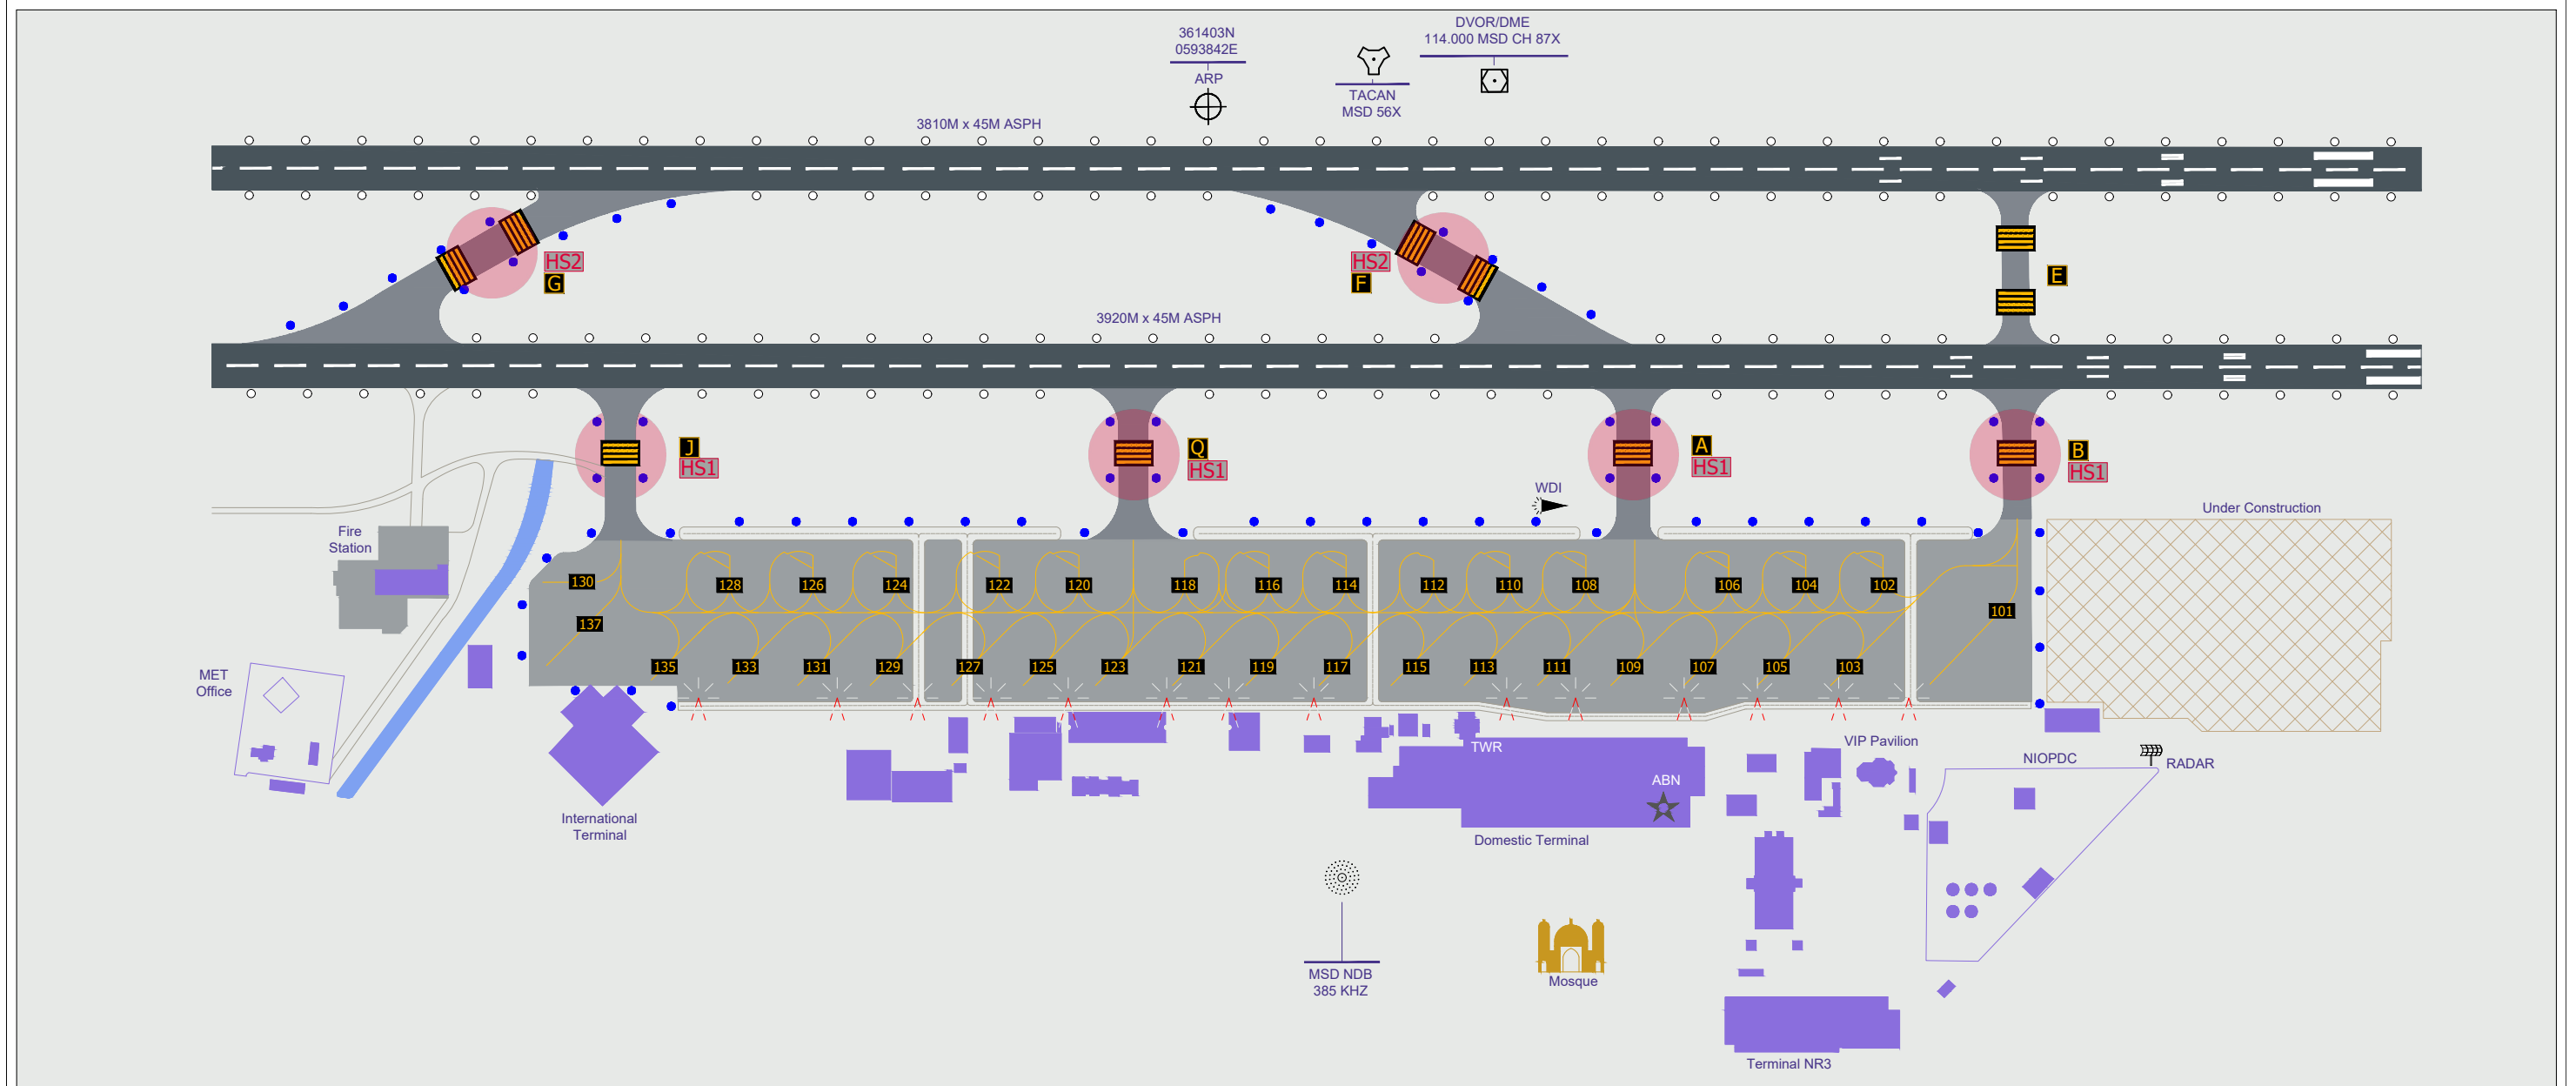 361403N
0593842E
ARP
TACAN
MSD 56X
DVOR/DME
114.000 MSD CH 87X
3810M x 45M ASPH
HS2
G
HS2
F
E
3920M x 45M ASPH
J
HS1
Q
HS1
A
HS1
B
HS1
WDI
Under Construction
Fire
Station
130
128
126
124
122
120
118
116
114
112
110
108
106
104
102
101
137
135
133
131
129
127
125
123
121
119
117
115
113
111
109
107
105
103
MET
Office
International
Terminal
TWR
ABN
Domestic Terminal
VIP Pavilion
NIOPDC
RADAR
MSD NDB
385 KHZ
Mosque
Terminal NR3